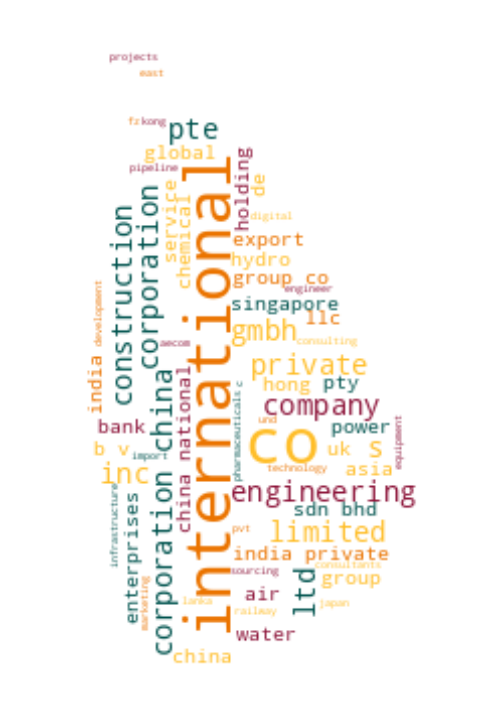 projects
east
fz
kong
pte
global
pipeline
holding
de
service
chemical
digital
international
construction
corporation
export
hydro
group co
engineer
singapore
llc
gmbh
consulting
development
aecom
private
hong
pty
india
china national
company
bank
power
c
pharmaceuticals
und
co
equipment
b v
import
uk
s
asia
technology
inc
corporation china
engineering
infrastructure
enterprises
sdn bhd
pvt
limited
india private
sourcing
consultants
group
marketing
lanka
air
ltd
japan
railway
water
china